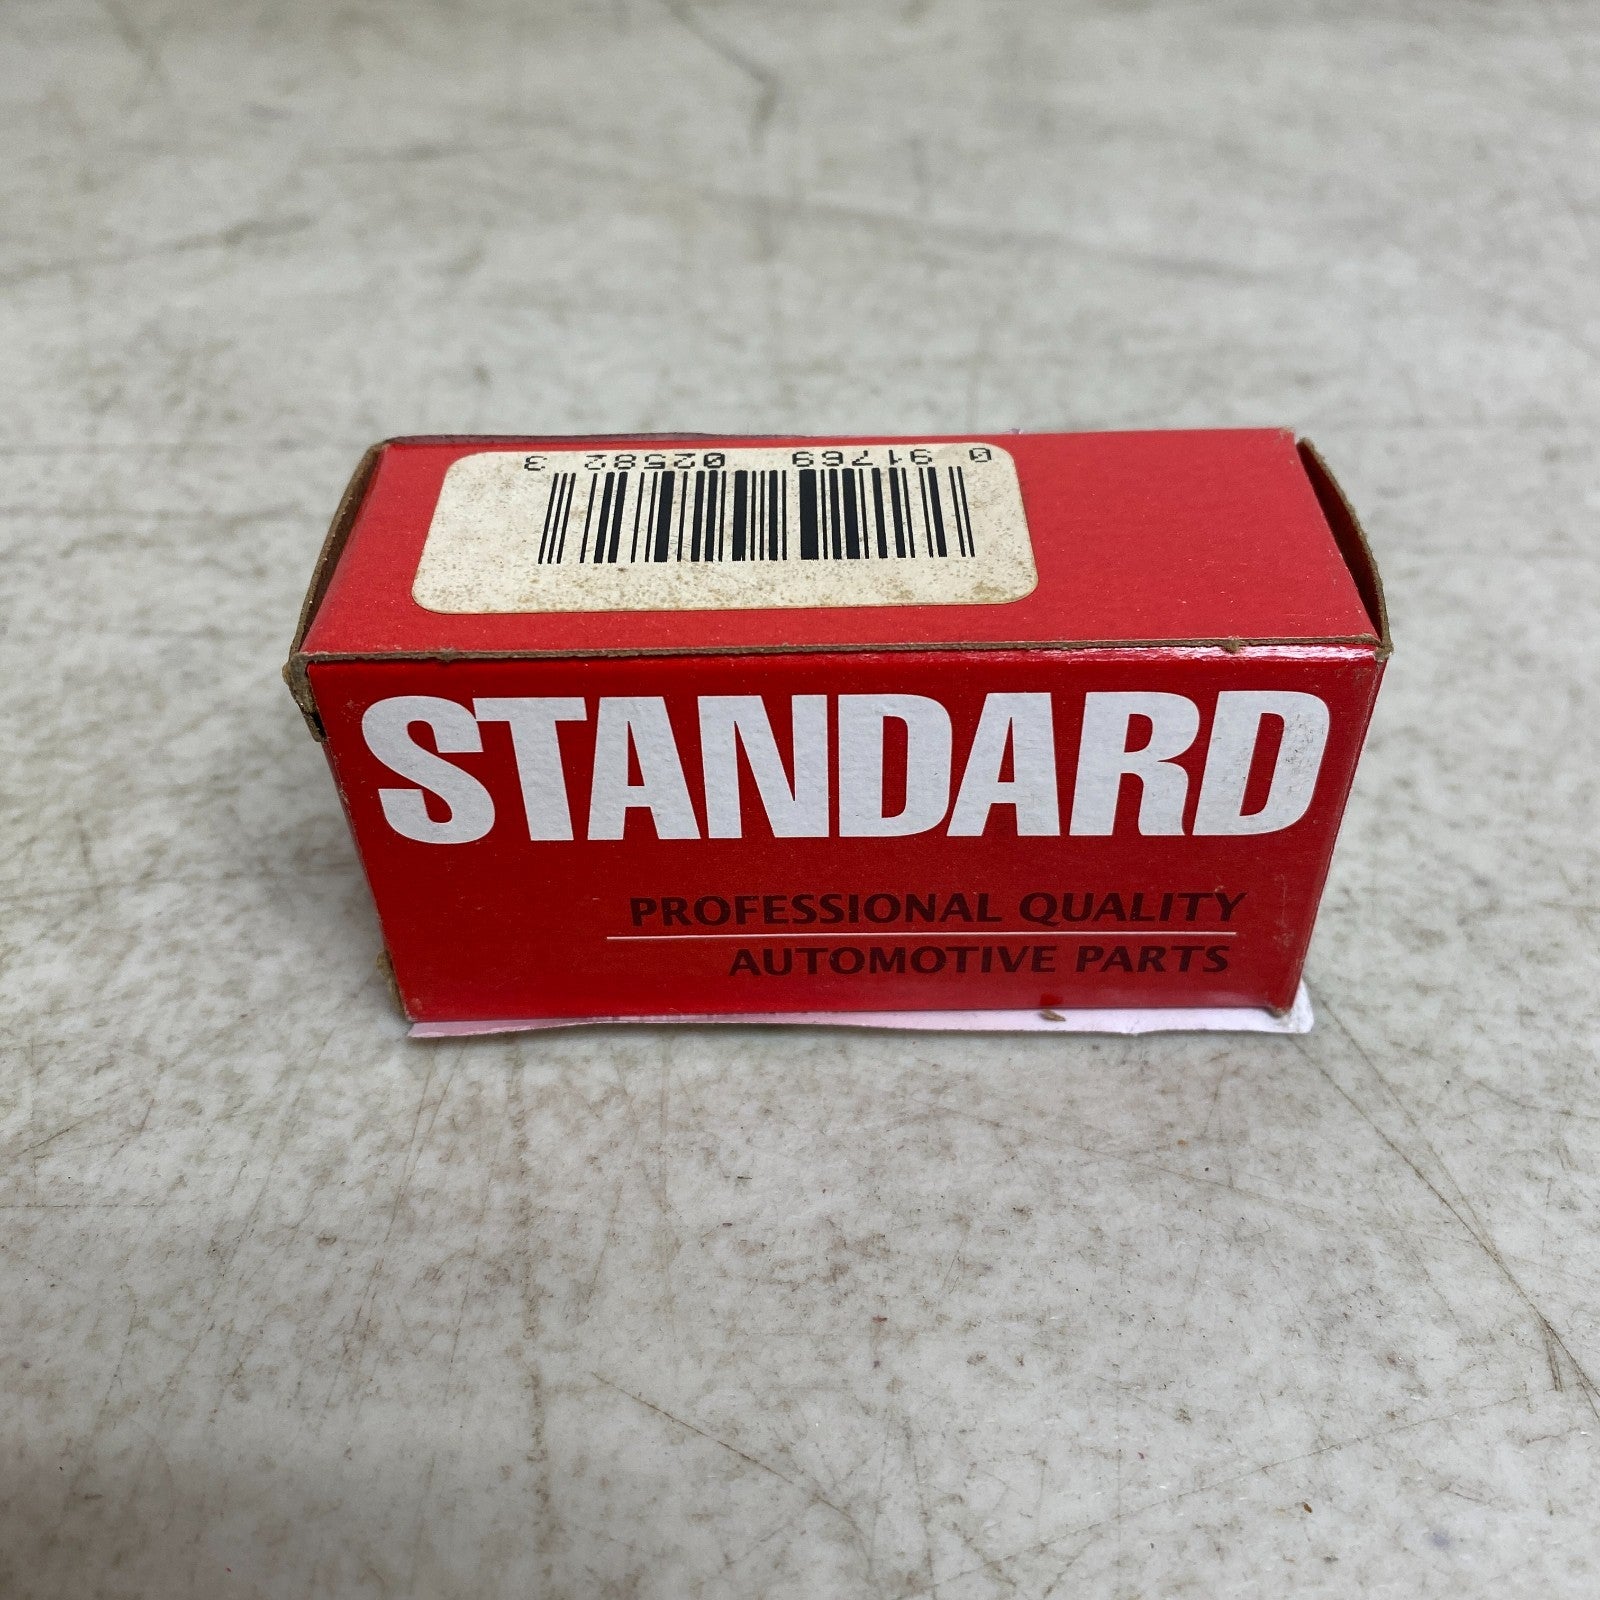 0 91769 02582 3
STANDARD
PROFESSIONAL QUALITY
AUTOMOTIVE PARTS